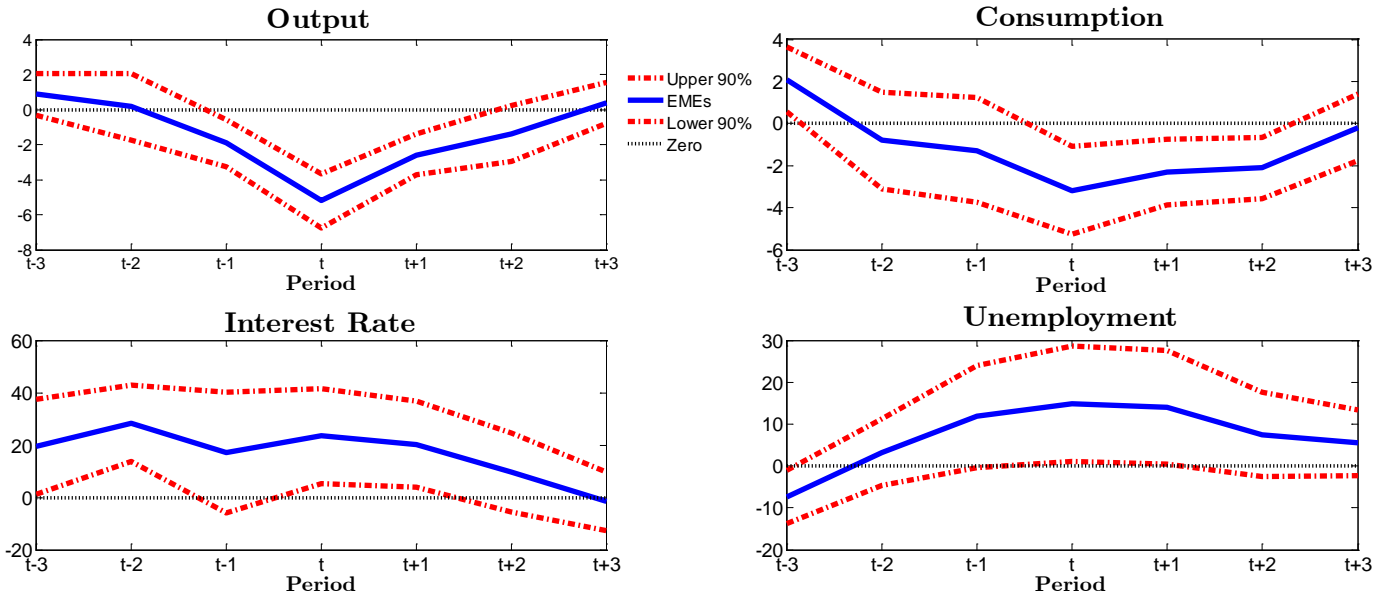 Output
4
2
0
-2
-4
-6
-8
t-3 t-2 t-1 t t+1 t+2 t+3
Period
Upper 90%
EMEs
Lower 90%
Zero
Consumption
4
2
0
-2
-4
-6
t-3 t-2 t-1 t t+1 t+2 t+3
Period
Interest Rate
60
40
20
0
-20
t-3 t-2 t-1 t t+1 t+2 t+3
Period
Unemployment
30
20
10
0
-10
-20
t-3 t-2 t-1 t t+1 t+2 t+3
Period